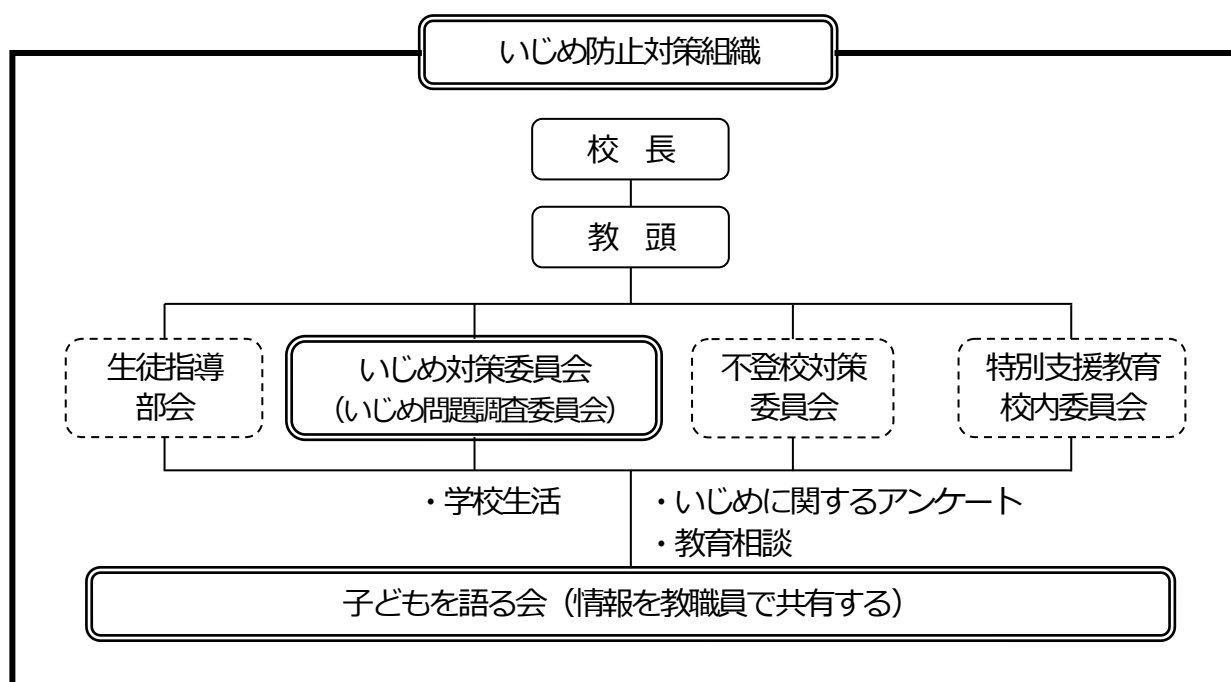 いじめ防止対策組織
校　長
教　頭
生徒指導
部会
いじめ対策委員会
（いじめ問題調査委員会）
不登校対策
委員会
特別支援教育
校内委員会
・学校生活
・いじめに関するアンケート
・教育相談
子どもを語る会（情報を教職員で共有する）